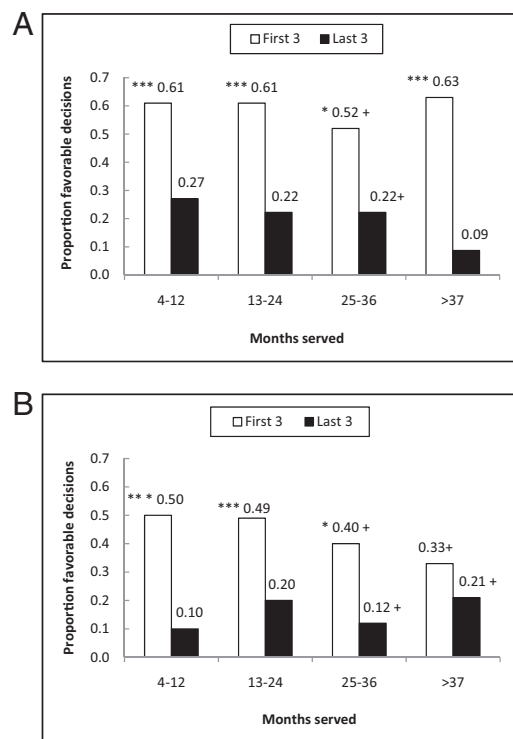 A
First 3 Last 3
Proportion favorable decisions
0.7
0.6
0.5
0.4
0.3
0.2
0.1
0.0
*** 0.61
0.27
*** 0.61
0.22
* 0.52 +
0.22+
*** 0.63
0.09
4-12 13-24 25-36 >37
Months served
B
First 3 Last 3
Proportion favorable decisions
0.7
0.6
0.5
0.4
0.3
0.2
0.1
0.0
** * 0.50
0.10
*** 0.49
0.20
* 0.40 +
0.12 +
0.33+
0.21 +
4-12 13-24 25-36 >37
Months served